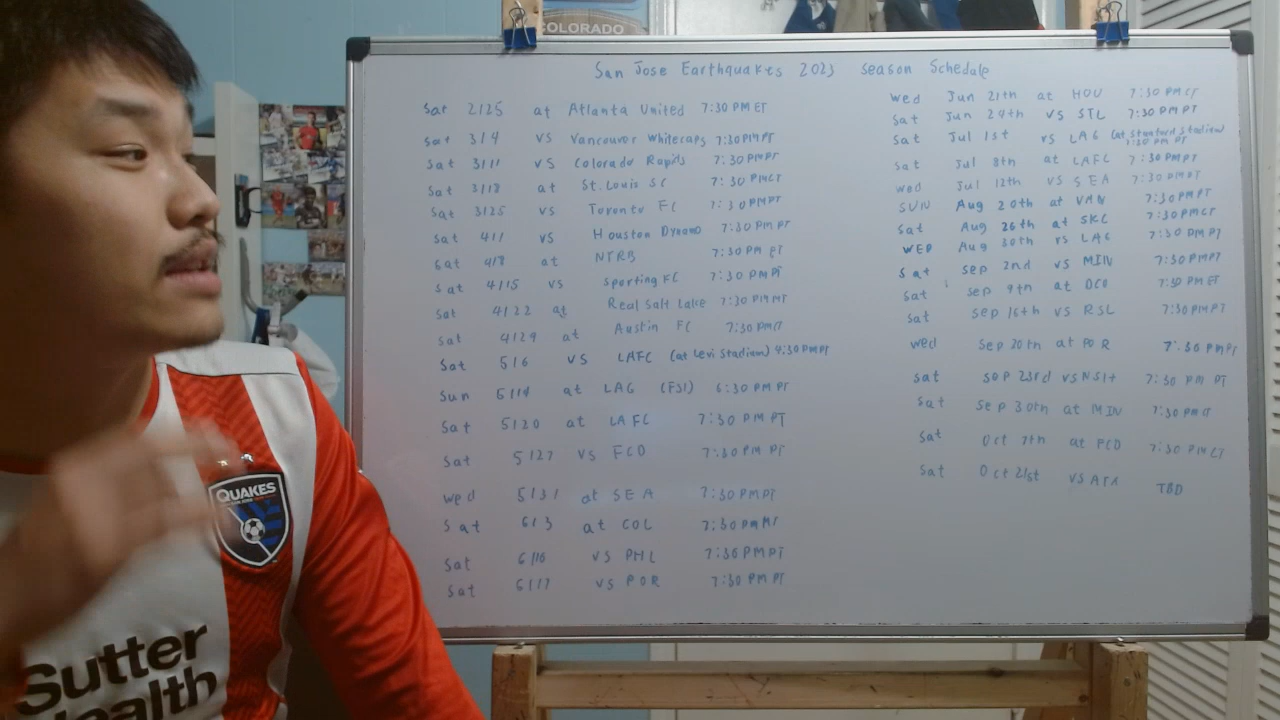 COLORADO
San Jose Earthquakes 2023 season Schedale
Sat 2/25 at Atlanta United 7:30 PM ET
Sat 3/4 VS Vancouver Whitecaps 7:30 PM PT
Sat 3/11 VS Colorado Rapids 7:30 PM PT
Sat 3/18 at St. Louis SC 7:30 PM CT
Sat 3/25 VS Toronto FC 7:30 PM PT
Sat 4/1 VS Houston Dynamo 7:30 PM PT
Sat 4/8 at NYRB 7:30 PM ET
Sat 4/15 VS Sporting FC 7:30 PM PT
Sat 4/22 at Real Salt Lake 7:30 PM MT
Sat 4/29 at Austin FC 7:30 PM CT
Sat 5/6 VS LAFC (at Levi Stadium) 4:30 PM PT
Sun 5/14 at LAG (FS1) 6:30 PM PT
Sat 5/20 at LAFC 7:30 PM PT
Sat 5/27 VS FCD 7:30 PM PT
Wed 5/31 at SEA 7:30 PM PT
Sat 6/3 at COL 7:30 PM MT
Sat 6/10 VS PHL 7:30 PM PT
Sat 6/17 VS POR 7:30 PM PT
Wed Jun 21th at HOU 7:30 PM CT
Sat Jun 24th VS STL 7:30 PM PT
Sat Jul 1st VS LAG (at Stanford Stadium) 7:30 PM PT
Sat Jul 8th at LAFC 7:30 PM PT
Wed Jul 12th VS SEA 7:30 PM PT
SUN Aug 20th at VAN 7:30 PM PT
Sat Aug 26th at SKC 7:30 PM CT
WED Aug 30th VS LAG 7:30 PM PT
Sat Sep 2nd VS MIN 7:30 PM PT
Sat Sep 9th at DCU 7:30 PM ET
Sat Sep 16th VS RSL 7:30 PM PT
Wed Sep 20th at POR 7:30 PM PT
Sat Sep 23rd VS NSH 7:30 PM PT
Sat Sep 30th at MIN 7:30 PM CT
Sat Oct 7th at FCD 7:30 PM CT
Sat Oct 21st VS ATX TBD
QUAKES
Sutter
Health